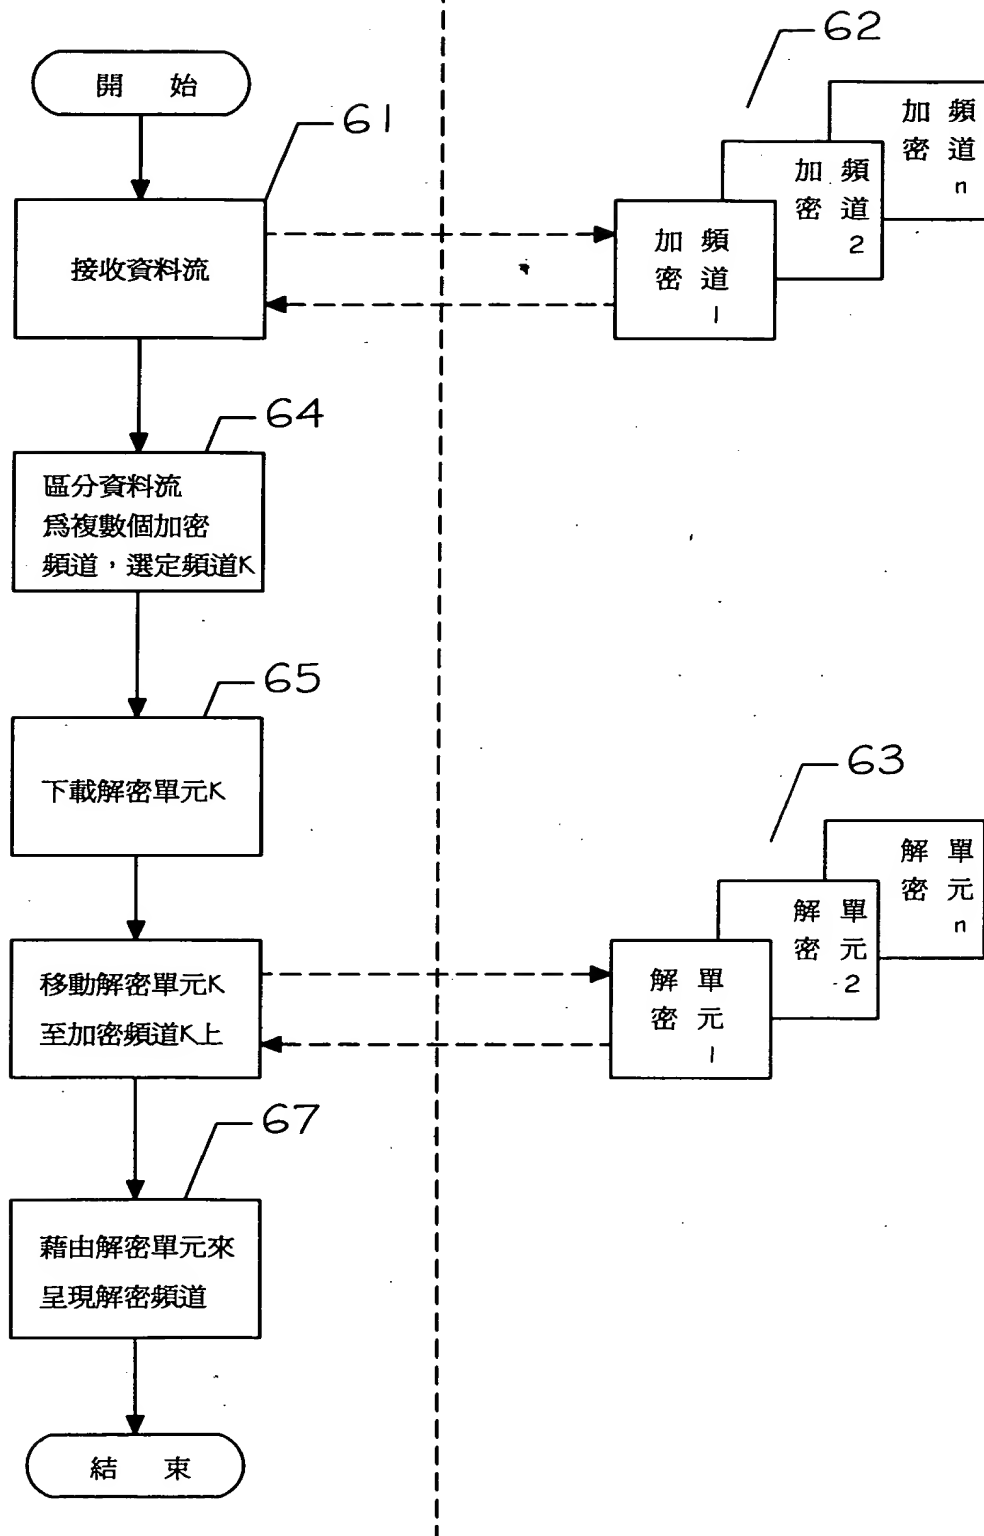 開 始
61
接收資料流
64
區分資料流
爲複數個加密
頻道，選定頻道K
65
下載解密單元K
移動解密單元K
至加密頻道K上
67
藉由解密單元來
呈現解密頻道
結 束
62
加密 頻道n
加密 頻道2
加密 頻道1
63
解密 單元n
解密 單元2
解密 單元1